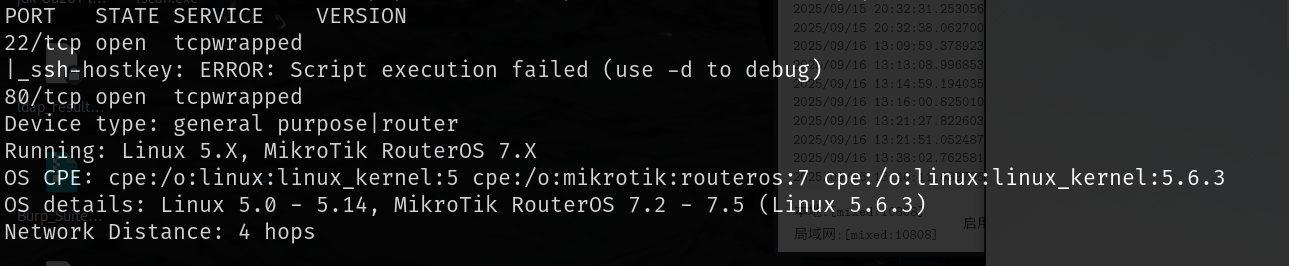 PORT   STATE SERVICE    VERSION
22/tcp open  tcpwrapped
|_ssh-hostkey: ERROR: Script execution failed (use -d to debug)
80/tcp open  tcpwrapped
Device type: general purpose|router
Running: Linux 5.X, MikroTik RouterOS 7.X
OS CPE: cpe:/o:linux:linux_kernel:5 cpe:/o:mikrotik:routeros:7 cpe:/o:linux:linux_kernel:5.6.3
OS details: Linux 5.0 - 5.14, MikroTik RouterOS 7.2 - 7.5 (Linux 5.6.3)
Network Distance: 4 hops
ldap_result...
Burp_Suite...
2025/09/15 20:32:31.253056
2025/09/15 20:32:38.062700
2025/09/16 13:09:59.378923
2025/09/16 13:13:08.996853
2025/09/16 13:14:59.194035
2025/09/16 13:16:00.825010
2025/09/16 13:21:27.822603
2025/09/16 13:21:51.052487
2025/09/16 13:38:02.762581
局域网:[mixed:10808]
启用